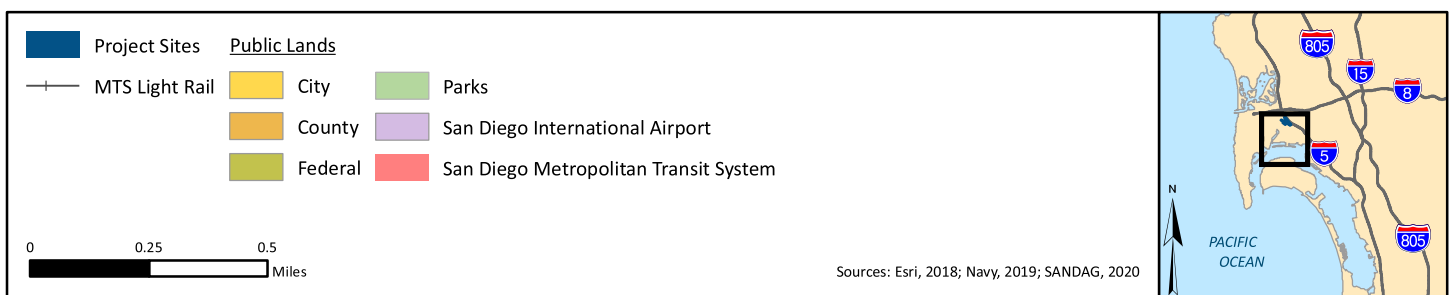 Project Sites
MTS Light Rail
Public Lands
City
County
Federal
Parks
San Diego International Airport
San Diego Metropolitan Transit System
0 0.25 0.5
Miles
Sources: Esri, 2018; Navy, 2019; SANDAG, 2020
805
15
8
5
805
N
PACIFIC
OCEAN